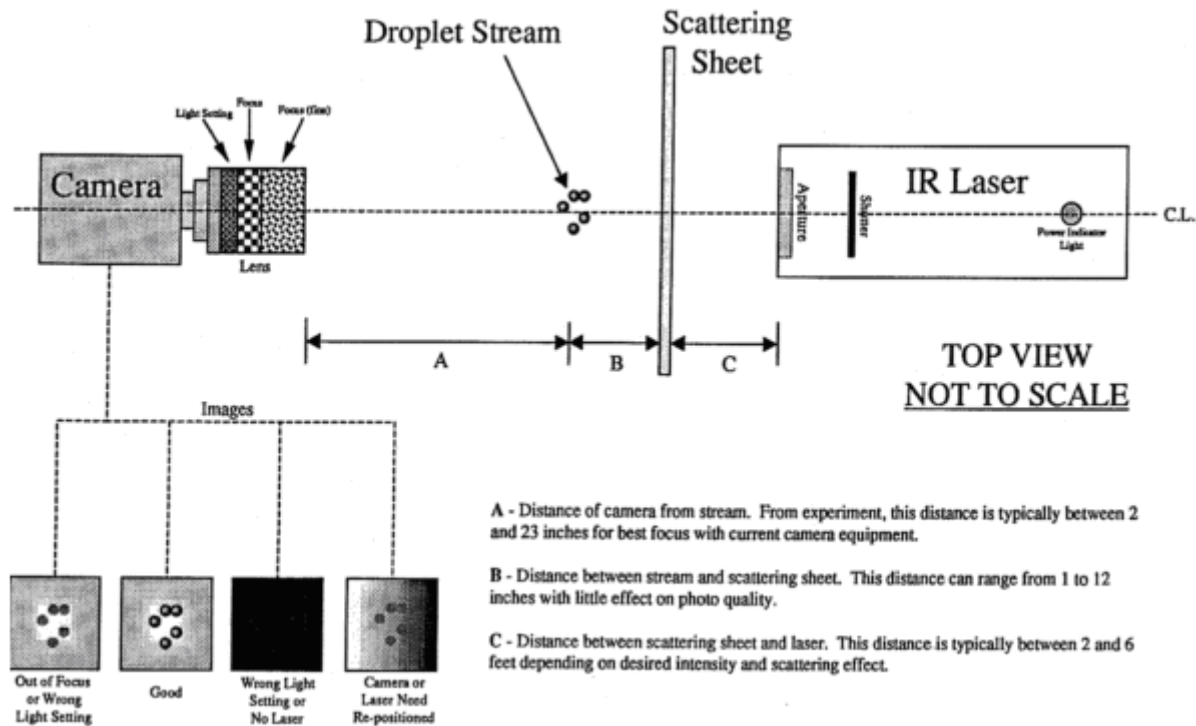 Droplet Stream
Scattering
Sheet
Light Setting
Focus
Focus (fine)
Camera
Lens
Aperture
Shutter
IR Laser
Power Indicator
Light
C.L.
A
B
C
TOP VIEW
NOT TO SCALE
Images
Out of Focus
or Wrong
Light Setting
Good
Wrong Light
Setting or
No Laser
Camera or
Laser Need
Re-positioned
A - Distance of camera from stream. From experiment, this distance is typically between 2
and 23 inches for best focus with current camera equipment.
B - Distance between stream and scattering sheet. This distance can range from 1 to 12
inches with little effect on photo quality.
C - Distance between scattering sheet and laser. This distance is typically between 2 and 6
feet depending on desired intensity and scattering effect.